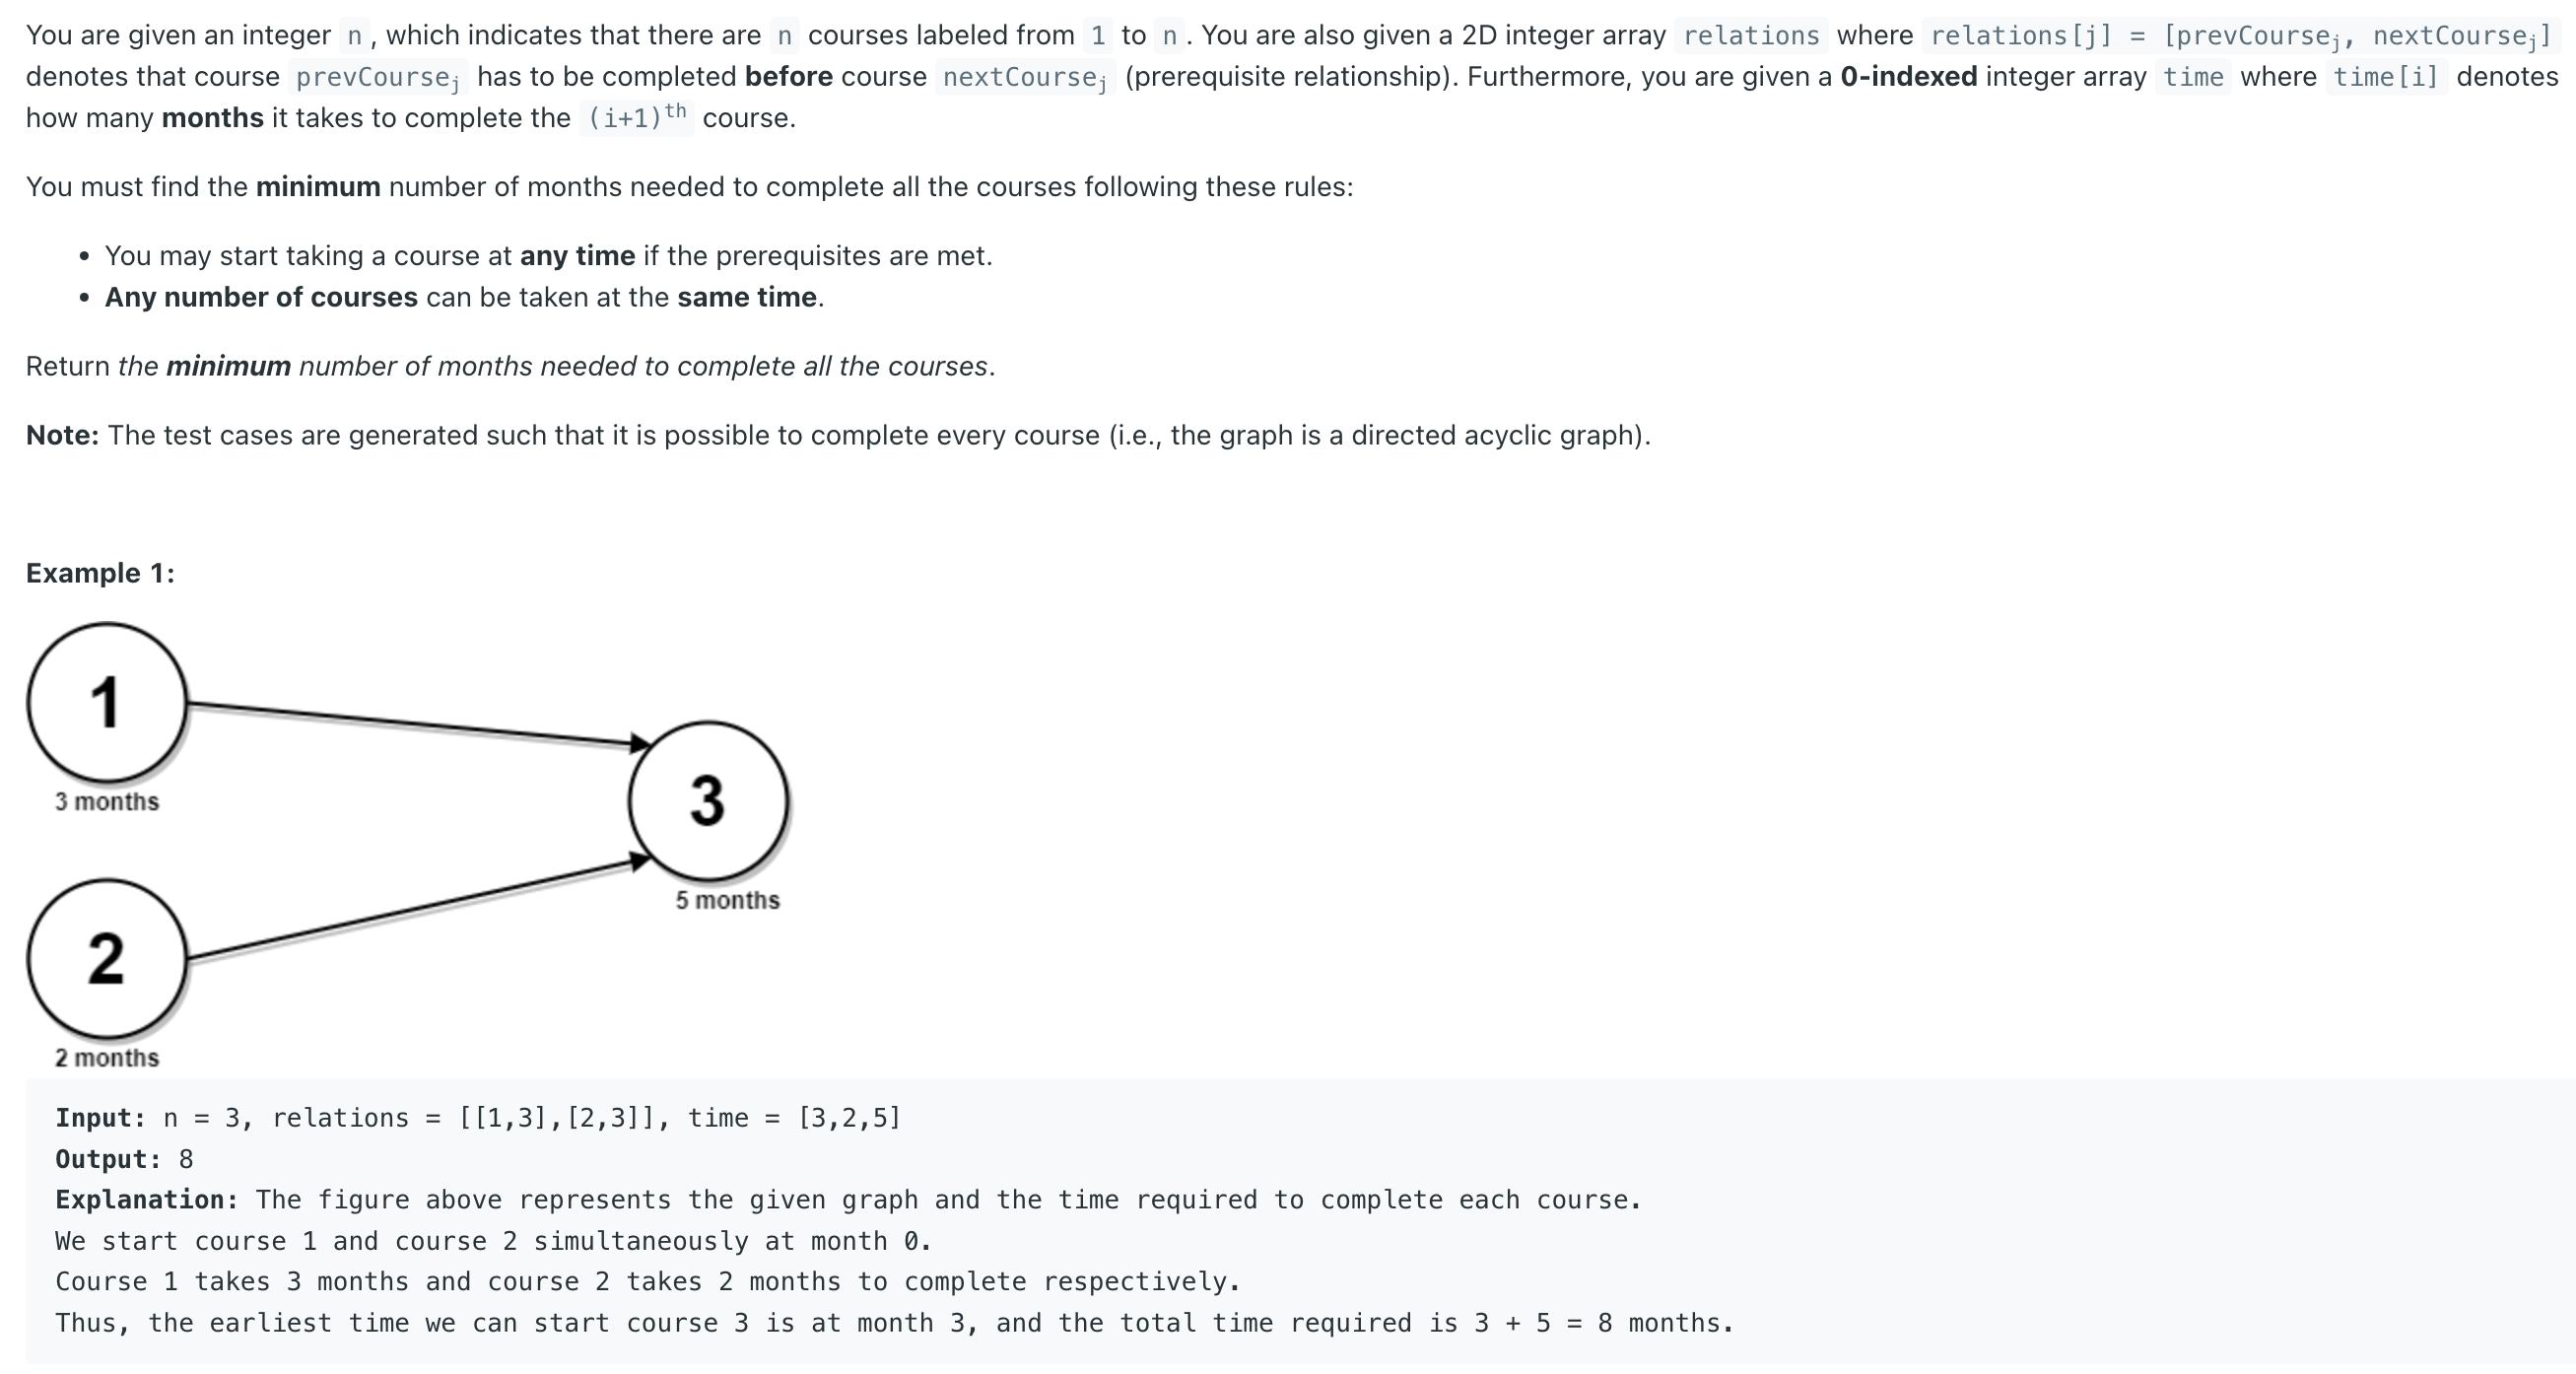 You are given an integer n, which indicates that there are n courses labeled from 1 to n. You are also given a 2D integer array relations where relations[j] = [prevCoursej, nextCoursej]
denotes that course prevCoursej has to be completed before course nextCoursej (prerequisite relationship). Furthermore, you are given a 0-indexed integer array time where time[i] denotes
how many months it takes to complete the (i+1)th course.
You must find the minimum number of months needed to complete all the courses following these rules:
• You may start taking a course at any time if the prerequisites are met.
• Any number of courses can be taken at the same time.
Return the minimum number of months needed to complete all the courses.
Note: The test cases are generated such that it is possible to complete every course (i.e., the graph is a directed acyclic graph).
Example 1:
1
3 months
3
5 months
2
2 months
Input: n = 3, relations = [[1,3],[2,3]], time = [3,2,5]
Output: 8
Explanation: The figure above represents the given graph and the time required to complete each course.
We start course 1 and course 2 simultaneously at month 0.
Course 1 takes 3 months and course 2 takes 2 months to complete respectively.
Thus, the earliest time we can start course 3 is at month 3, and the total time required is 3 + 5 = 8 months.